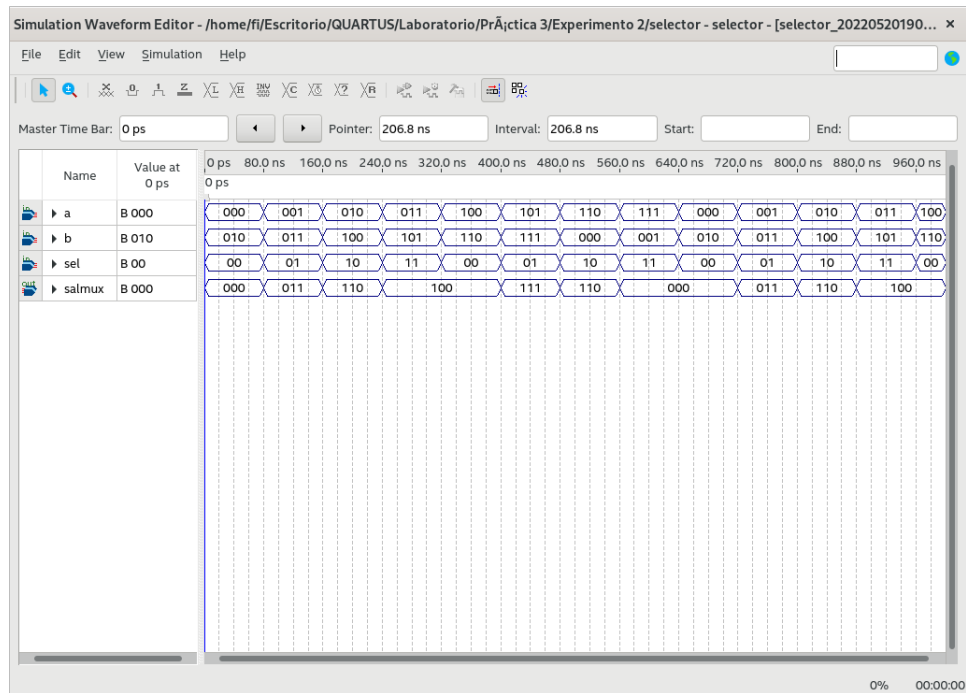 Simulation Waveform Editor - /home/fi/Escritorio/QUARTUS/Laboratorio/PrÃ¡ctica 3/Experimento 2/selector - selector - [selector_20220520190... ×
File Edit View Simulation Help
Master Time Bar: 0 ps Pointer: 206.8 ns Interval: 206.8 ns Start: End:
Name Value at 0 ps
0 ps 80.0 ns 160.0 ns 240.0 ns 320.0 ns 400.0 ns 480.0 ns 560.0 ns 640.0 ns 720.0 ns 800.0 ns 880.0 ns 960.0 ns
0 ps
a B 000 000 001 010 011 100 101 110 111 000 001 010 011 100
b B 010 010 011 100 101 110 111 000 001 010 011 100 101 110
sel B 00 00 01 10 11 00 01 10 11 00 01 10 11 00
salmux B 000 000 011 110 100 111 110 000 011 110 100
0% 00:00:00